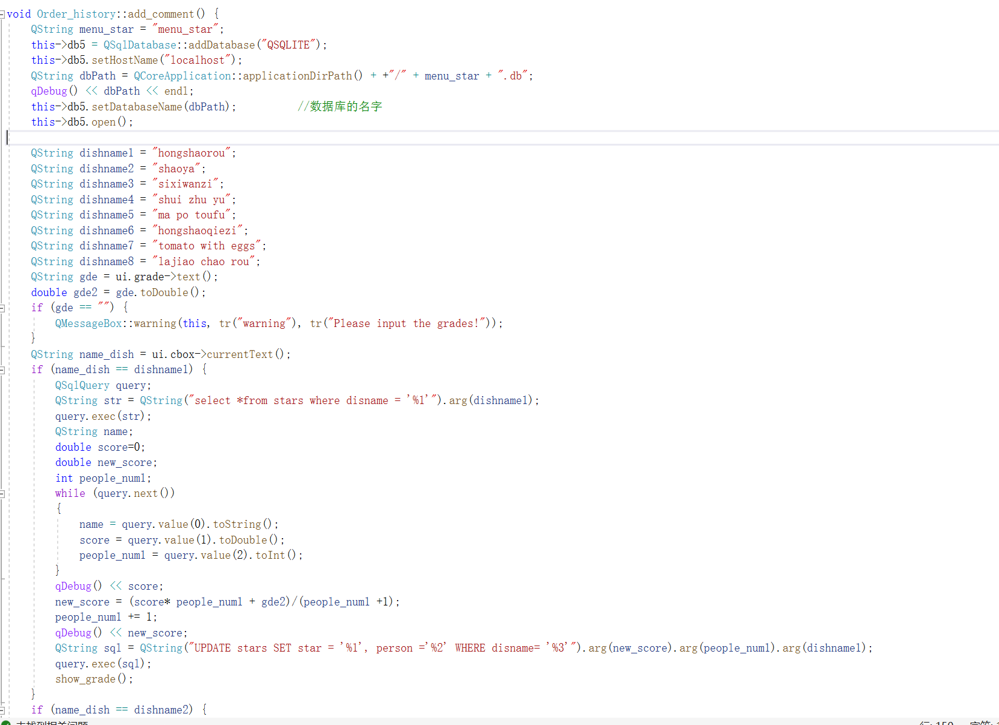 void Order_history::add_comment() {
QString menu_star = "menu_star";
this->db5 = QSqlDatabase::addDatabase("QSQLITE");
this->db5.setHostName("localhost");
QString dbPath = QCoreApplication::applicationDirPath() + +"/" + menu_star + ".db";
qDebug() << dbPath << endl;
this->db5.setDatabaseName(dbPath); //数据库的名字
this->db5.open();
QString dishname1 = "hongshaorou";
QString dishname2 = "shaoya";
QString dishname3 = "sixiwanzi";
QString dishname4 = "shui zhu yu";
QString dishname5 = "ma po toufu";
QString dishname6 = "hongshaoqiezi";
QString dishname7 = "tomato with eggs";
QString dishname8 = "lajiao chao rou";
QString gde = ui.grade->text();
double gde2 = gde.toDouble();
if (gde == "") {
QMessageBox::warning(this, tr("warning"), tr("Please input the grades!"));
}
QString name_dish = ui.cbox->currentText();
if (name_dish == dishname1) {
QSqlQuery query;
QString str = QString("select *from stars where disname = '%1'").arg(dishname1);
query.exec(str);
QString name;
double score=0;
double new_score;
int people_num1;
while (query.next())
{
name = query.value(0).toString();
score = query.value(1).toDouble();
people_num1 = query.value(2).toInt();
}
qDebug() << score;
new_score = (score* people_num1 + gde2)/(people_num1 +1);
people_num1 += 1;
qDebug() << new_score;
QString sql = QString("UPDATE stars SET star = '%1', person ='%2' WHERE disname= '%3'").arg(new_score).arg(people_num1).arg(dishname1);
query.exec(sql);
show_grade();
}
if (name_dish == dishname2) {